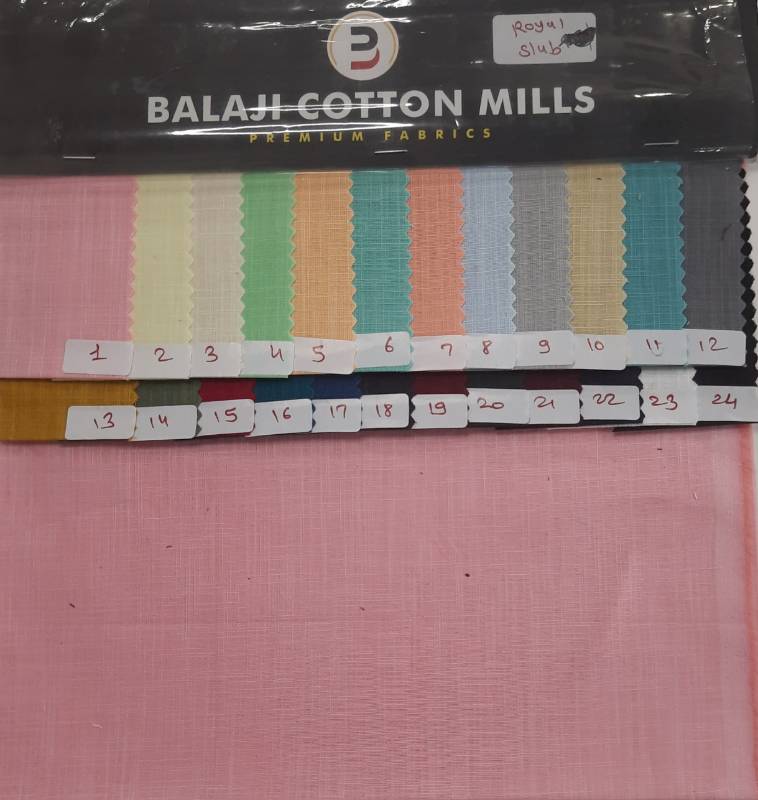 Royal
Slub
BALAJI COTTON MILLS
PREMIUM FABRICS
1 2 3 4 5 6 7 8 9 10 11 12
13 14 15 16 17 18 19 20 21 22 23 24